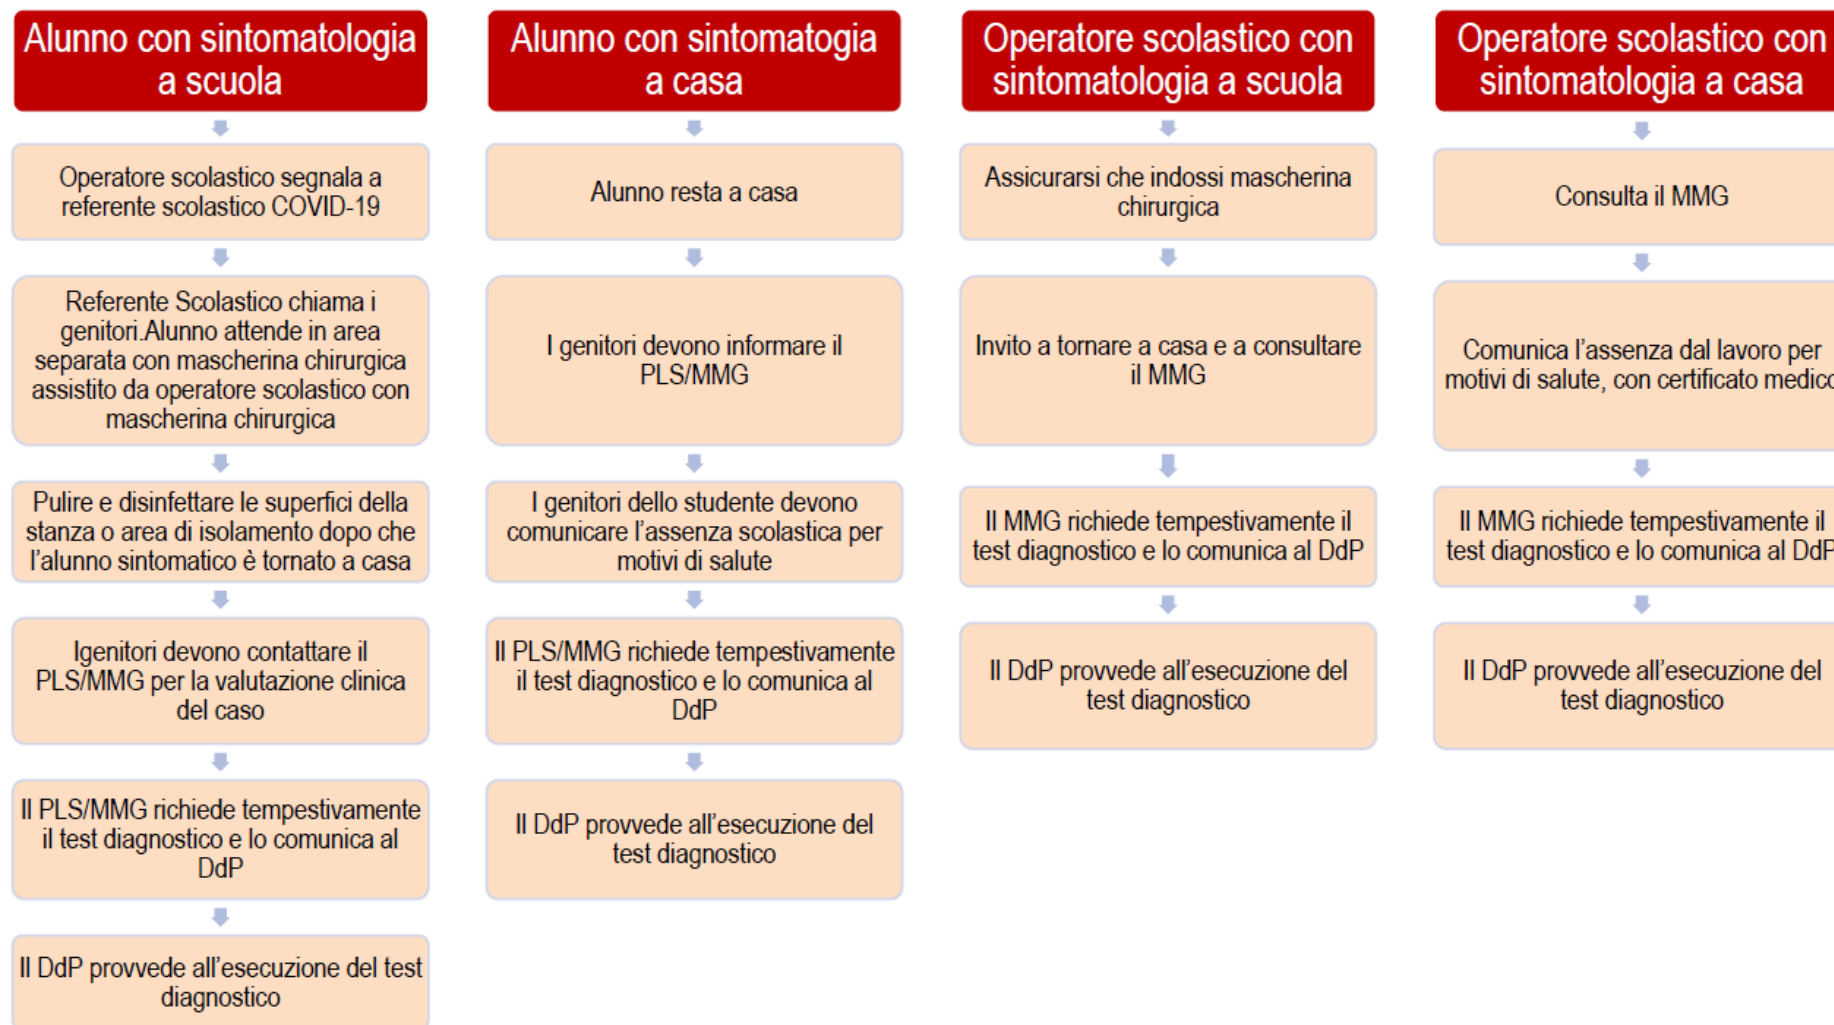 Alunno con sintomatologia
a scuola
Operatore scolastico segnala a
referente scolastico COVID-19
Referente Scolastico chiama i
genitori.Alunno attende in area
separata con mascherina chirurgica
assistito da operatore scolastico con
mascherina chirurgica
Pulire e disinfettare le superfici della
stanza o area di isolamento dopo che
l'alunno sintomatico è tornato a casa
Igenitori devono contattare il
PLS/MMG per la valutazione clinica
del caso
Il PLS/MMG richiede tempestivamente
il test diagnostico e lo comunica al
DdP
Il DdP provvede all'esecuzione del test
diagnostico
Alunno con sintomatogia
a casa
Alunno resta a casa
I genitori devono informare il
PLS/MMG
I genitori dello studente devono
comunicare l'assenza scolastica per
motivi di salute
Il PLS/MMG richiede tempestivamente
il test diagnostico e lo comunica al
DdP
Il DdP provvede all'esecuzione del
test diagnostico
Operatore scolastico con
sintomatologia a scuola
Assicurarsi che indossi mascherina
chirurgica
Invito a tornare a casa e a consultare
il MMG
Il MMG richiede tempestivamente il
test diagnostico e lo comunica al DdP
Il DdP provvede all'esecuzione del
test diagnostico
Operatore scolastico con
sintomatologia a casa
Consulta il MMG
Comunica l'assenza dal lavoro per
motivi di salute, con certificato medico
Il MMG richiede tempestivamente il
test diagnostico e lo comunica al DdP
Il DdP provvede all'esecuzione del
test diagnostico